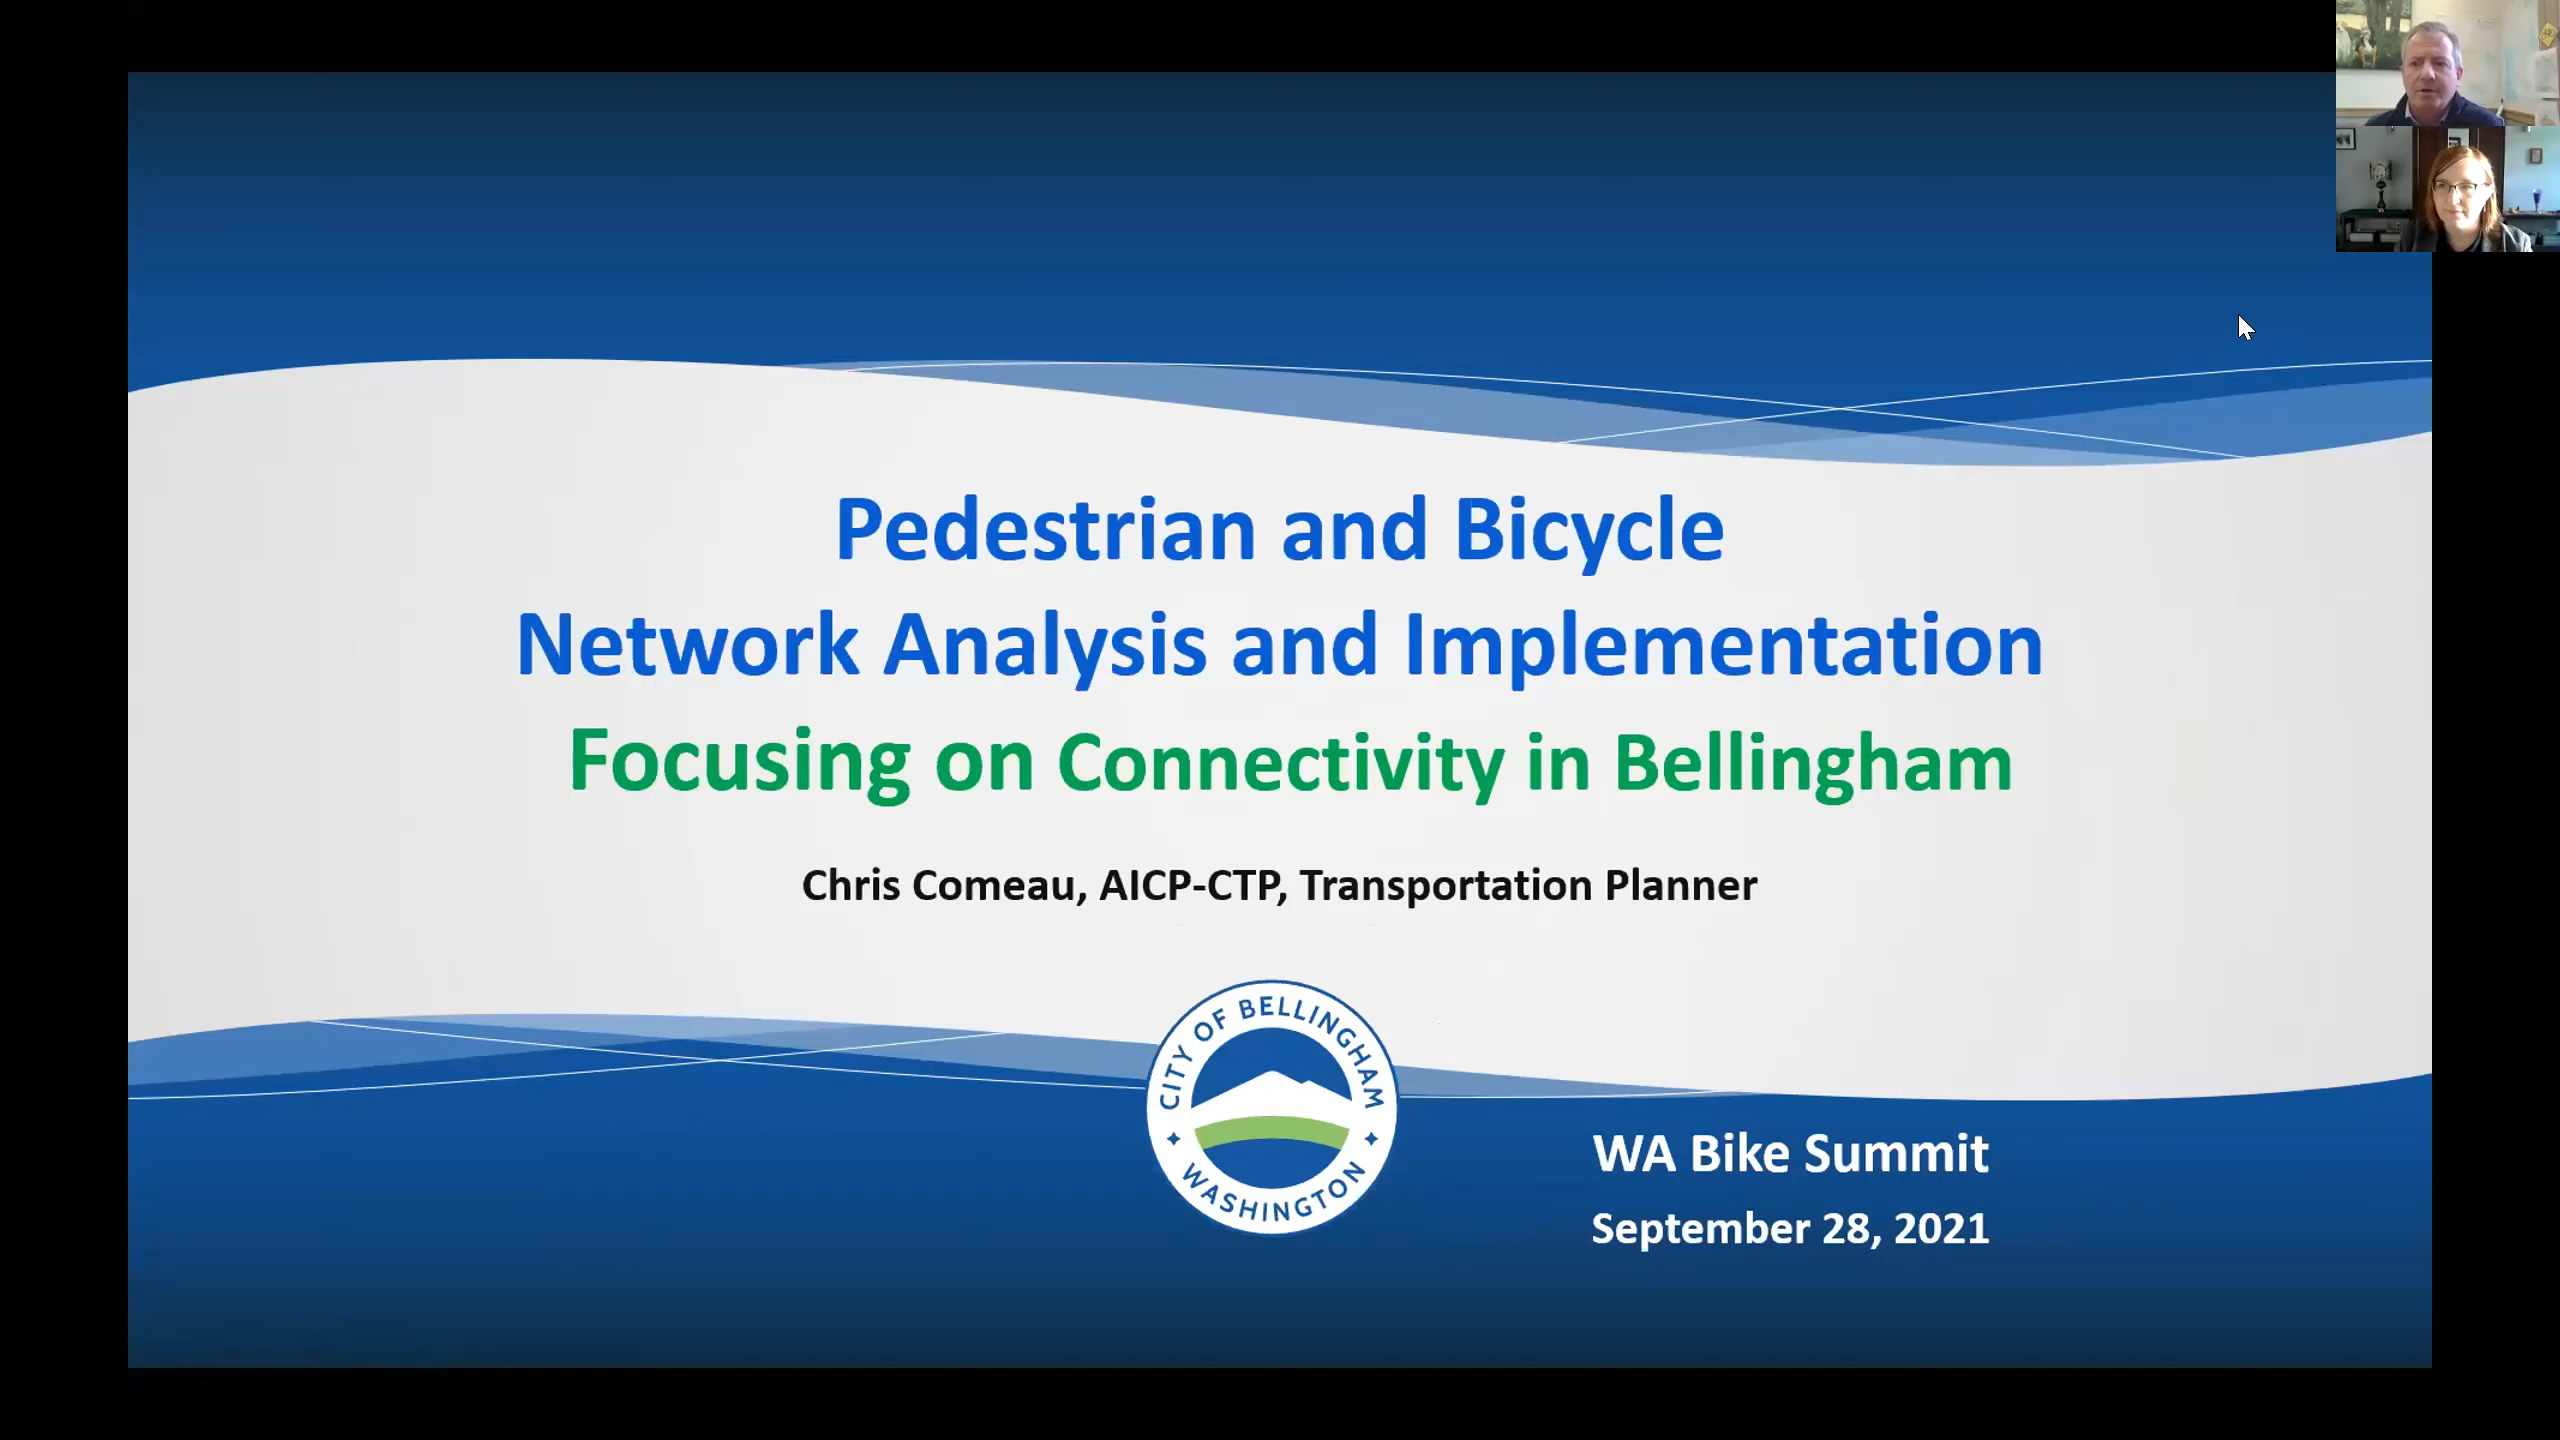 Pedestrian and Bicycle
Network Analysis and Implementation
Focusing on Connectivity in Bellingham
Chris Comeau, AICP-CTP, Transportation Planner
CITY OF BELLINGHAM
WASHINGTON
WA Bike Summit
September 28, 2021